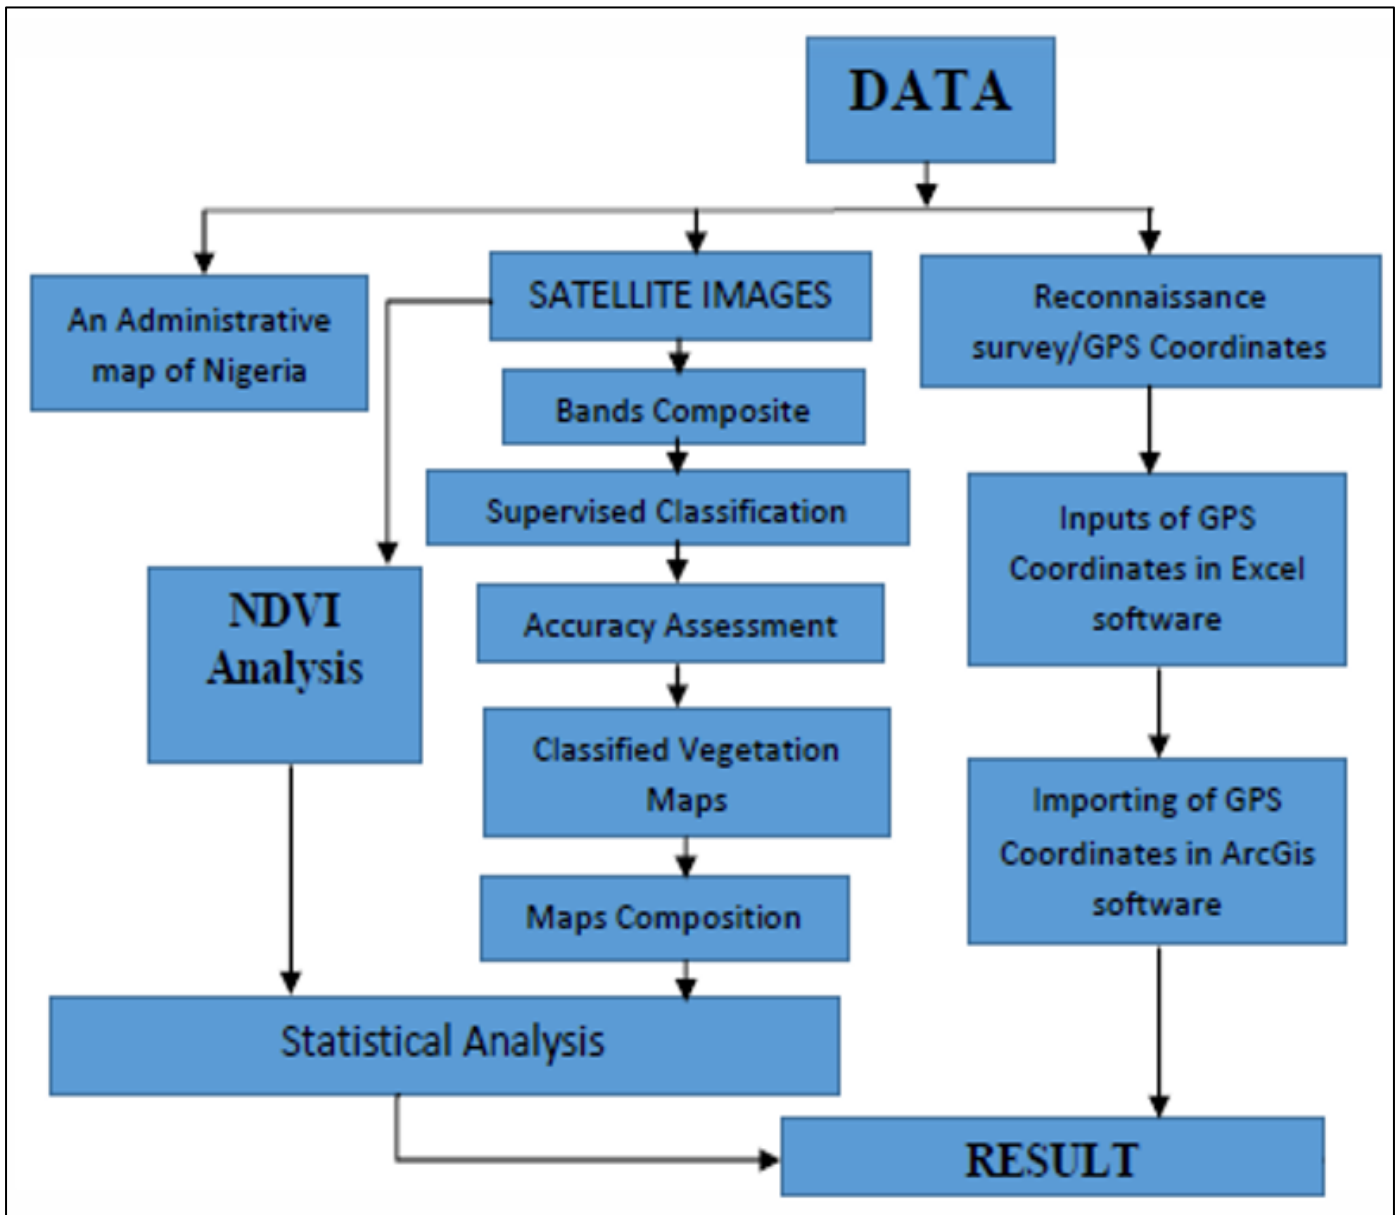 DATA
An Administrative
map of Nigeria
SATELLITE IMAGES
Reconnaissance
survey/GPS Coordinates
Bands Composite
Supervised Classification
Inputs of GPS
Coordinates in Excel
software
NDVI
Analysis
Accuracy Assessment
Classified Vegetation
Maps
Importing of GPS
Coordinates in ArcGis
software
Maps Composition
Statistical Analysis
RESULT